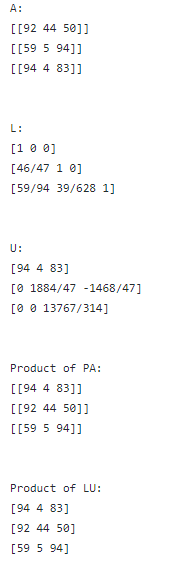 A:
[[92 44 50]]
[[59 5 94]]
[[94 4 83]]
L:
[1 0 0]
[46/47 1 0]
[59/94 39/628 1]
U:
[94 4 83]
[0 1884/47 -1468/47]
[0 0 13767/314]
Product of PA:
[[94 4 83]]
[[92 44 50]]
[[59 5 94]]
Product of LU:
[94 4 83]
[92 44 50]
[59 5 94]